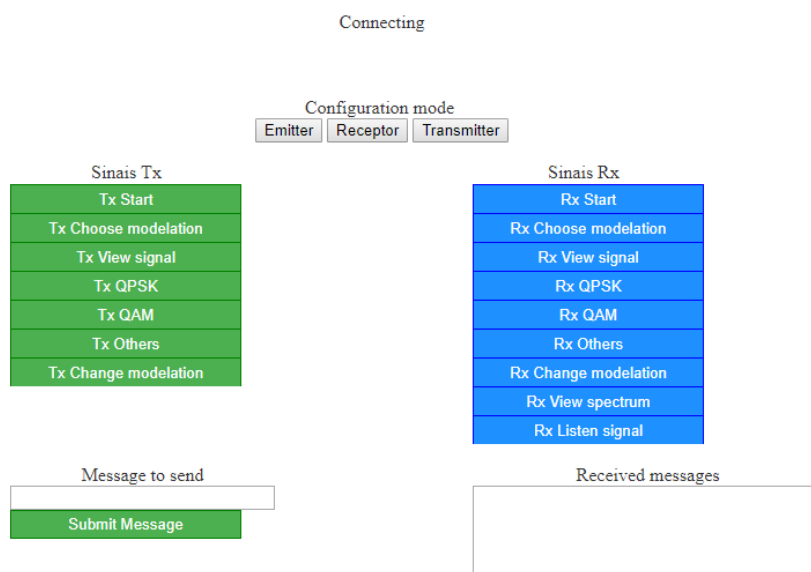 Connecting
Configuration mode
Emitter Receptor Transmitter
Sinais Tx
Tx Start
Tx Choose modelation
Tx View signal
Tx QPSK
Tx QAM
Tx Others
Tx Change modelation
Sinais Rx
Rx Start
Rx Choose modelation
Rx View signal
Rx QPSK
Rx QAM
Rx Others
Rx Change modelation
Rx View spectrum
Rx Listen signal
Message to send
Submit Message
Received messages